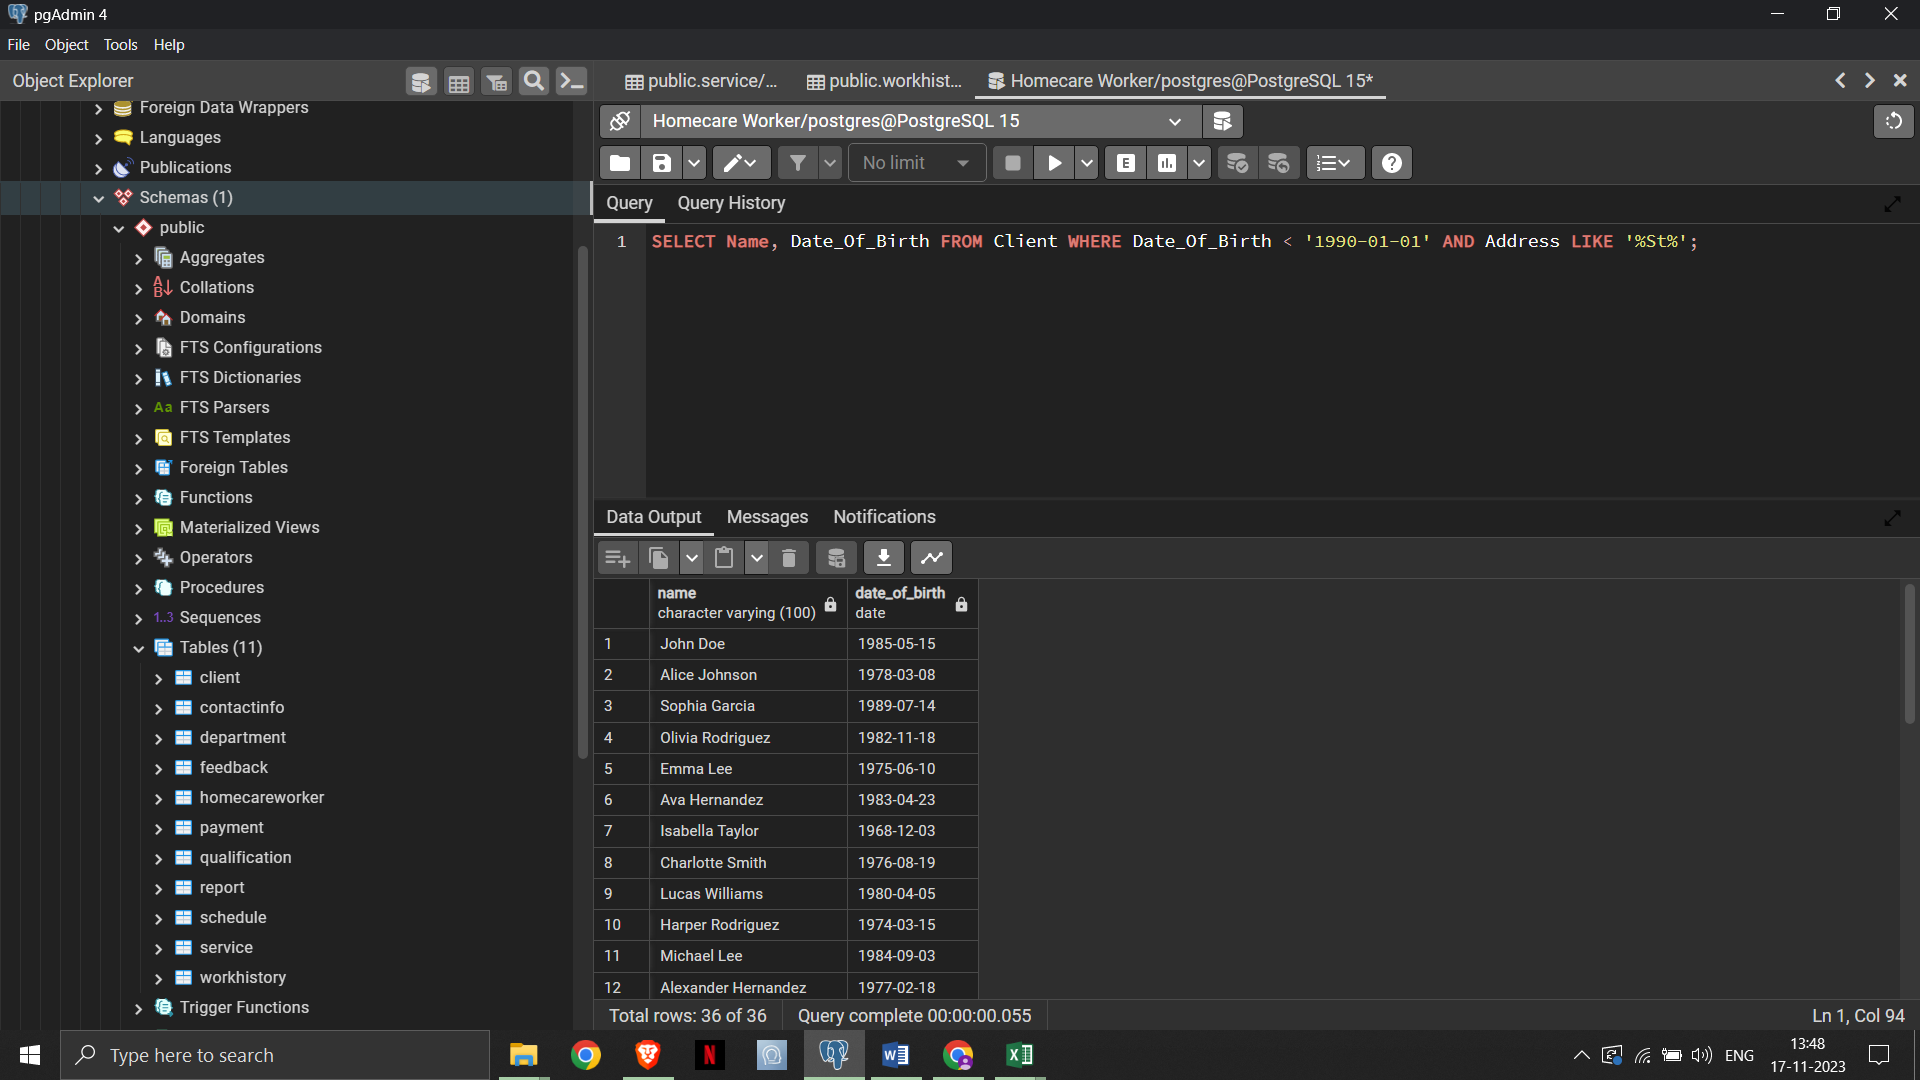 pgAdmin 4
File Object Tools Help
Object Explorer
Foreign Data Wrappers
Languages
Publications
Schemas (1)
public
Aggregates
Collations
Domains
FTS Configurations
FTS Dictionaries
Aa FTS Parsers
FTS Templates
Foreign Tables
Functions
Materialized Views
Operators
Procedures
1..3 Sequences
Tables (11)
client
contactinfo
department
feedback
homecareworker
payment
qualification
report
schedule
service
workhistory
Trigger Functions
public.service/... public.workhist... Homecare Worker/postgres@PostgreSQL 15*
Homecare Worker/postgres@PostgreSQL 15
No limit E
Query Query History
1 SELECT Name, Date_Of_Birth FROM Client WHERE Date_Of_Birth < '1990-01-01' AND Address LIKE '%St%';
Data Output Messages Notifications
name date_of_birth
character varying (100) date
1 John Doe 1985-05-15
2 Alice Johnson 1978-03-08
3 Sophia Garcia 1989-07-14
4 Olivia Rodriguez 1982-11-18
5 Emma Lee 1975-06-10
6 Ava Hernandez 1983-04-23
7 Isabella Taylor 1968-12-03
8 Charlotte Smith 1976-08-19
9 Lucas Williams 1980-04-05
10 Harper Rodriguez 1974-03-15
11 Michael Lee 1984-09-03
12 Alexander Hernandez 1977-02-18
Total rows: 36 of 36 Query complete 00:00:00.055 Ln 1, Col 94
Type here to search
ENG
13:48
17-11-2023